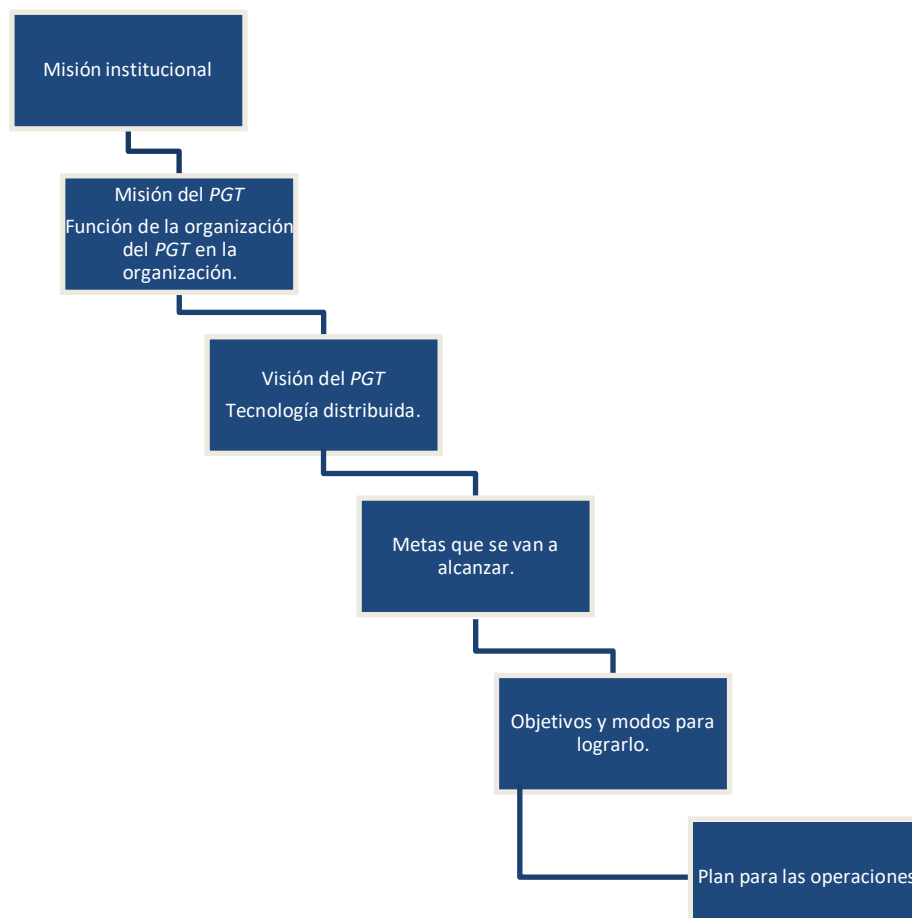 Misión institucional
Misión del PGT
Función de la organización
del PGT en la
organización.
Visión del PGT
Tecnología distribuida.
Metas que se van a
alcanzar.
Objetivos y modos para
lograrlo.
Plan para las operaciones